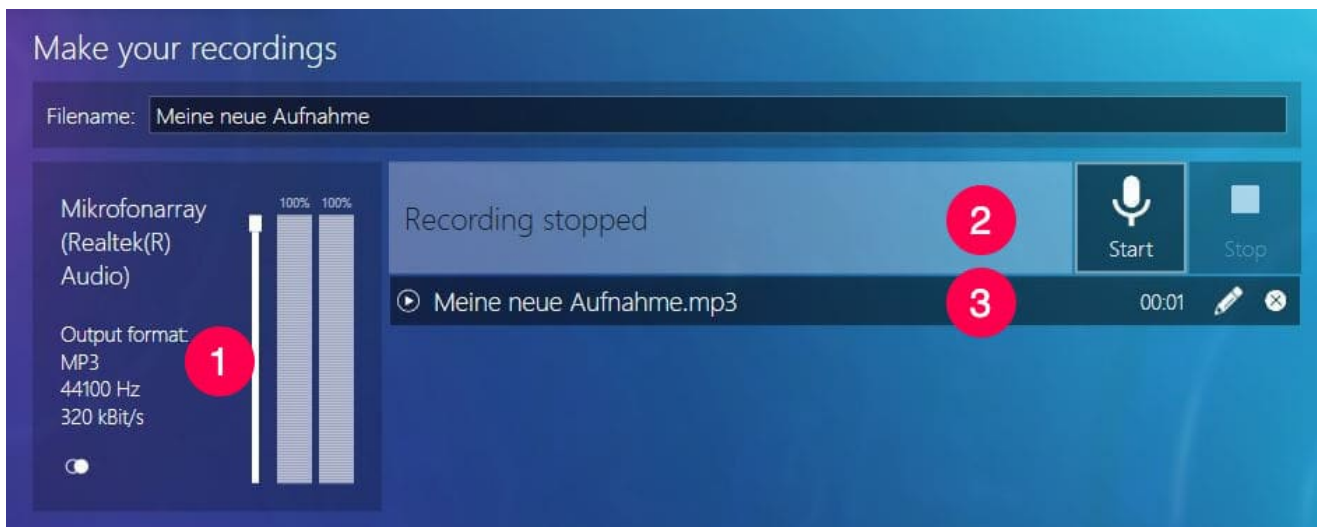 Make your recordings
Filename: Meine neue Aufnahme
Mikrofonarray
(Realtek(R)
Audio)
100% 100%
Output format:
MP3
44100 Hz
320 kBit/s
1
Recording stopped
2
Start
Stop
Meine neue Aufnahme.mp3
3
00:01